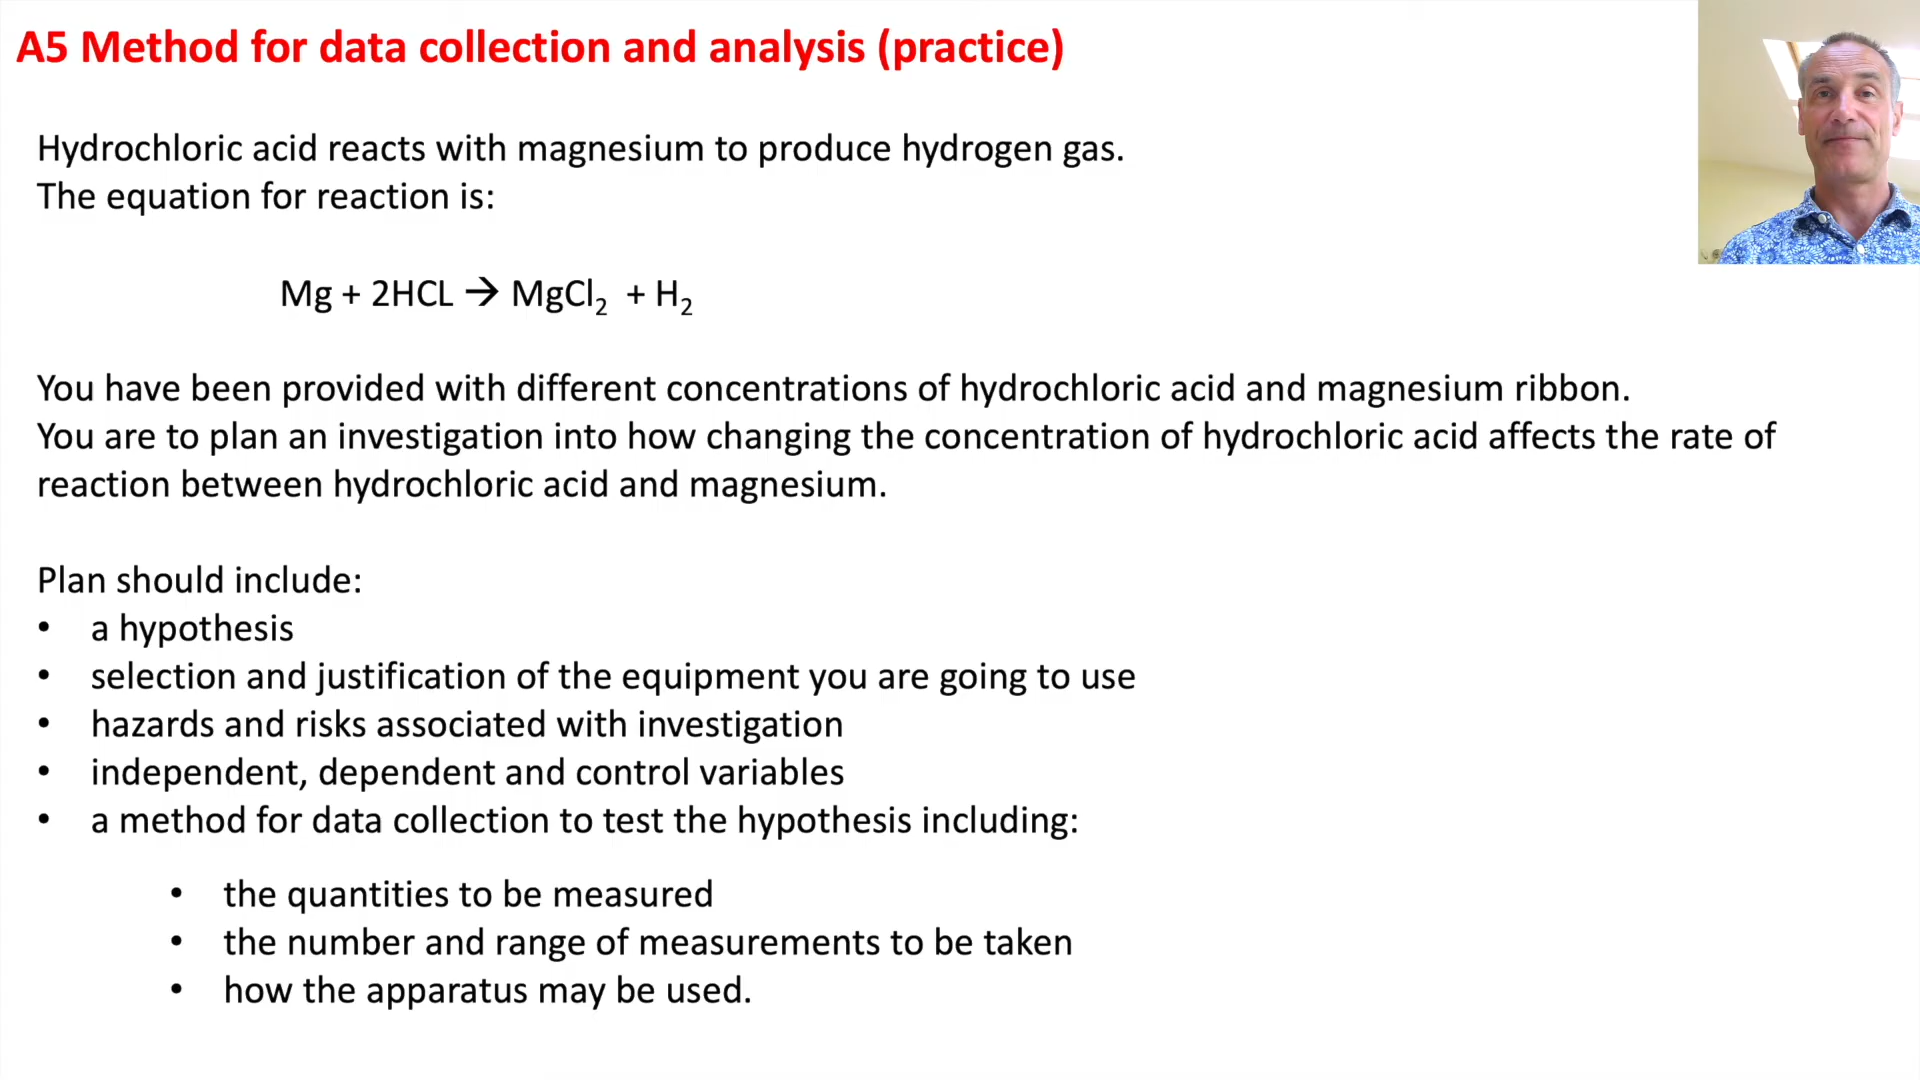 A5 Method for data collection and analysis (practice)
Hydrochloric acid reacts with magnesium to produce hydrogen gas.
The equation for reaction is:
Mg + 2HCL → MgCl₂ + H₂
You have been provided with different concentrations of hydrochloric acid and magnesium ribbon.
You are to plan an investigation into how changing the concentration of hydrochloric acid affects the rate of
reaction between hydrochloric acid and magnesium.
Plan should include:
• a hypothesis
• selection and justification of the equipment you are going to use
• hazards and risks associated with investigation
• independent, dependent and control variables
• a method for data collection to test the hypothesis including:
• the quantities to be measured
• the number and range of measurements to be taken
• how the apparatus may be used.